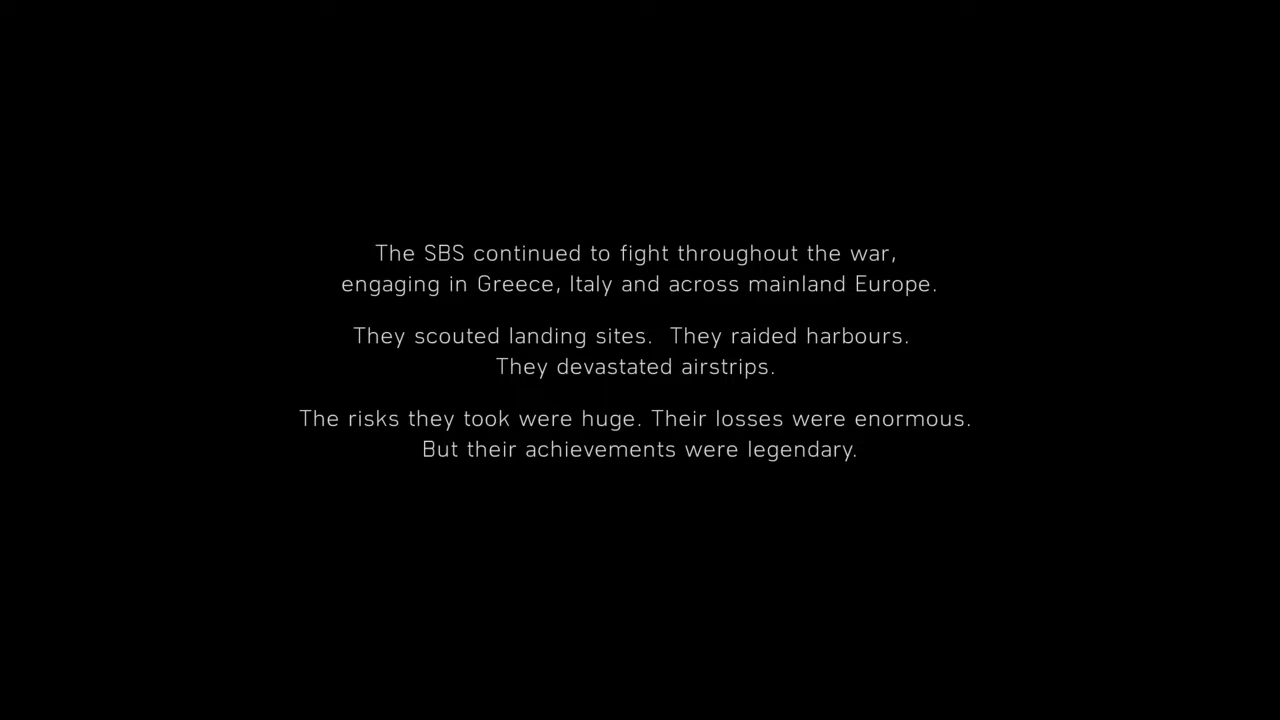 The SBS continued to fight throughout the war,
engaging in Greece, Italy and across mainland Europe.
They scouted landing sites.  They raided harbours.
They devastated airstrips.
The risks they took were huge. Their losses were enormous.
But their achievements were legendary.